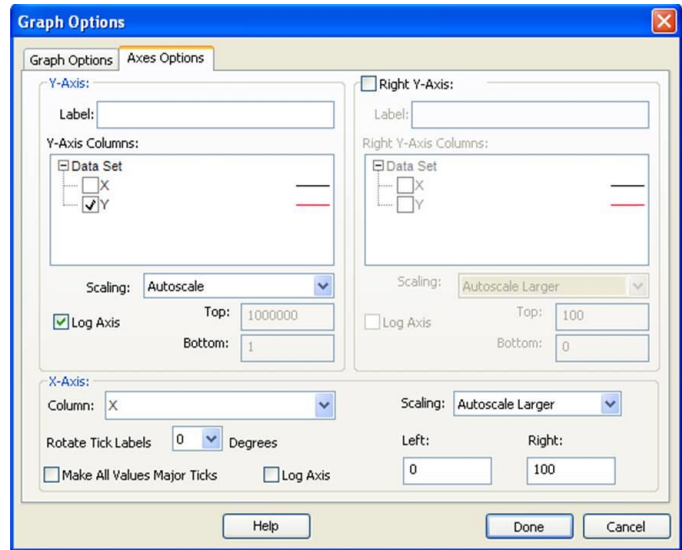 Graph Options
Graph Options
Axes Options
Y-Axis:
Label:
Y-Axis Columns:
Data Set
X
Y
Scaling: Autoscale
Log Axis
Top: 1000000
Bottom: 1
Right Y-Axis:
Label:
Right Y-Axis Columns:
Data Set
X
Y
Scaling: Autoscale Larger
Log Axis
Top: 100
Bottom: 0
X-Axis:
Column: X
Scaling: Autoscale Larger
Rotate Tick Labels 0 Degrees
Left: Right:
0 100
Make All Values Major Ticks Log Axis
Help Done Cancel